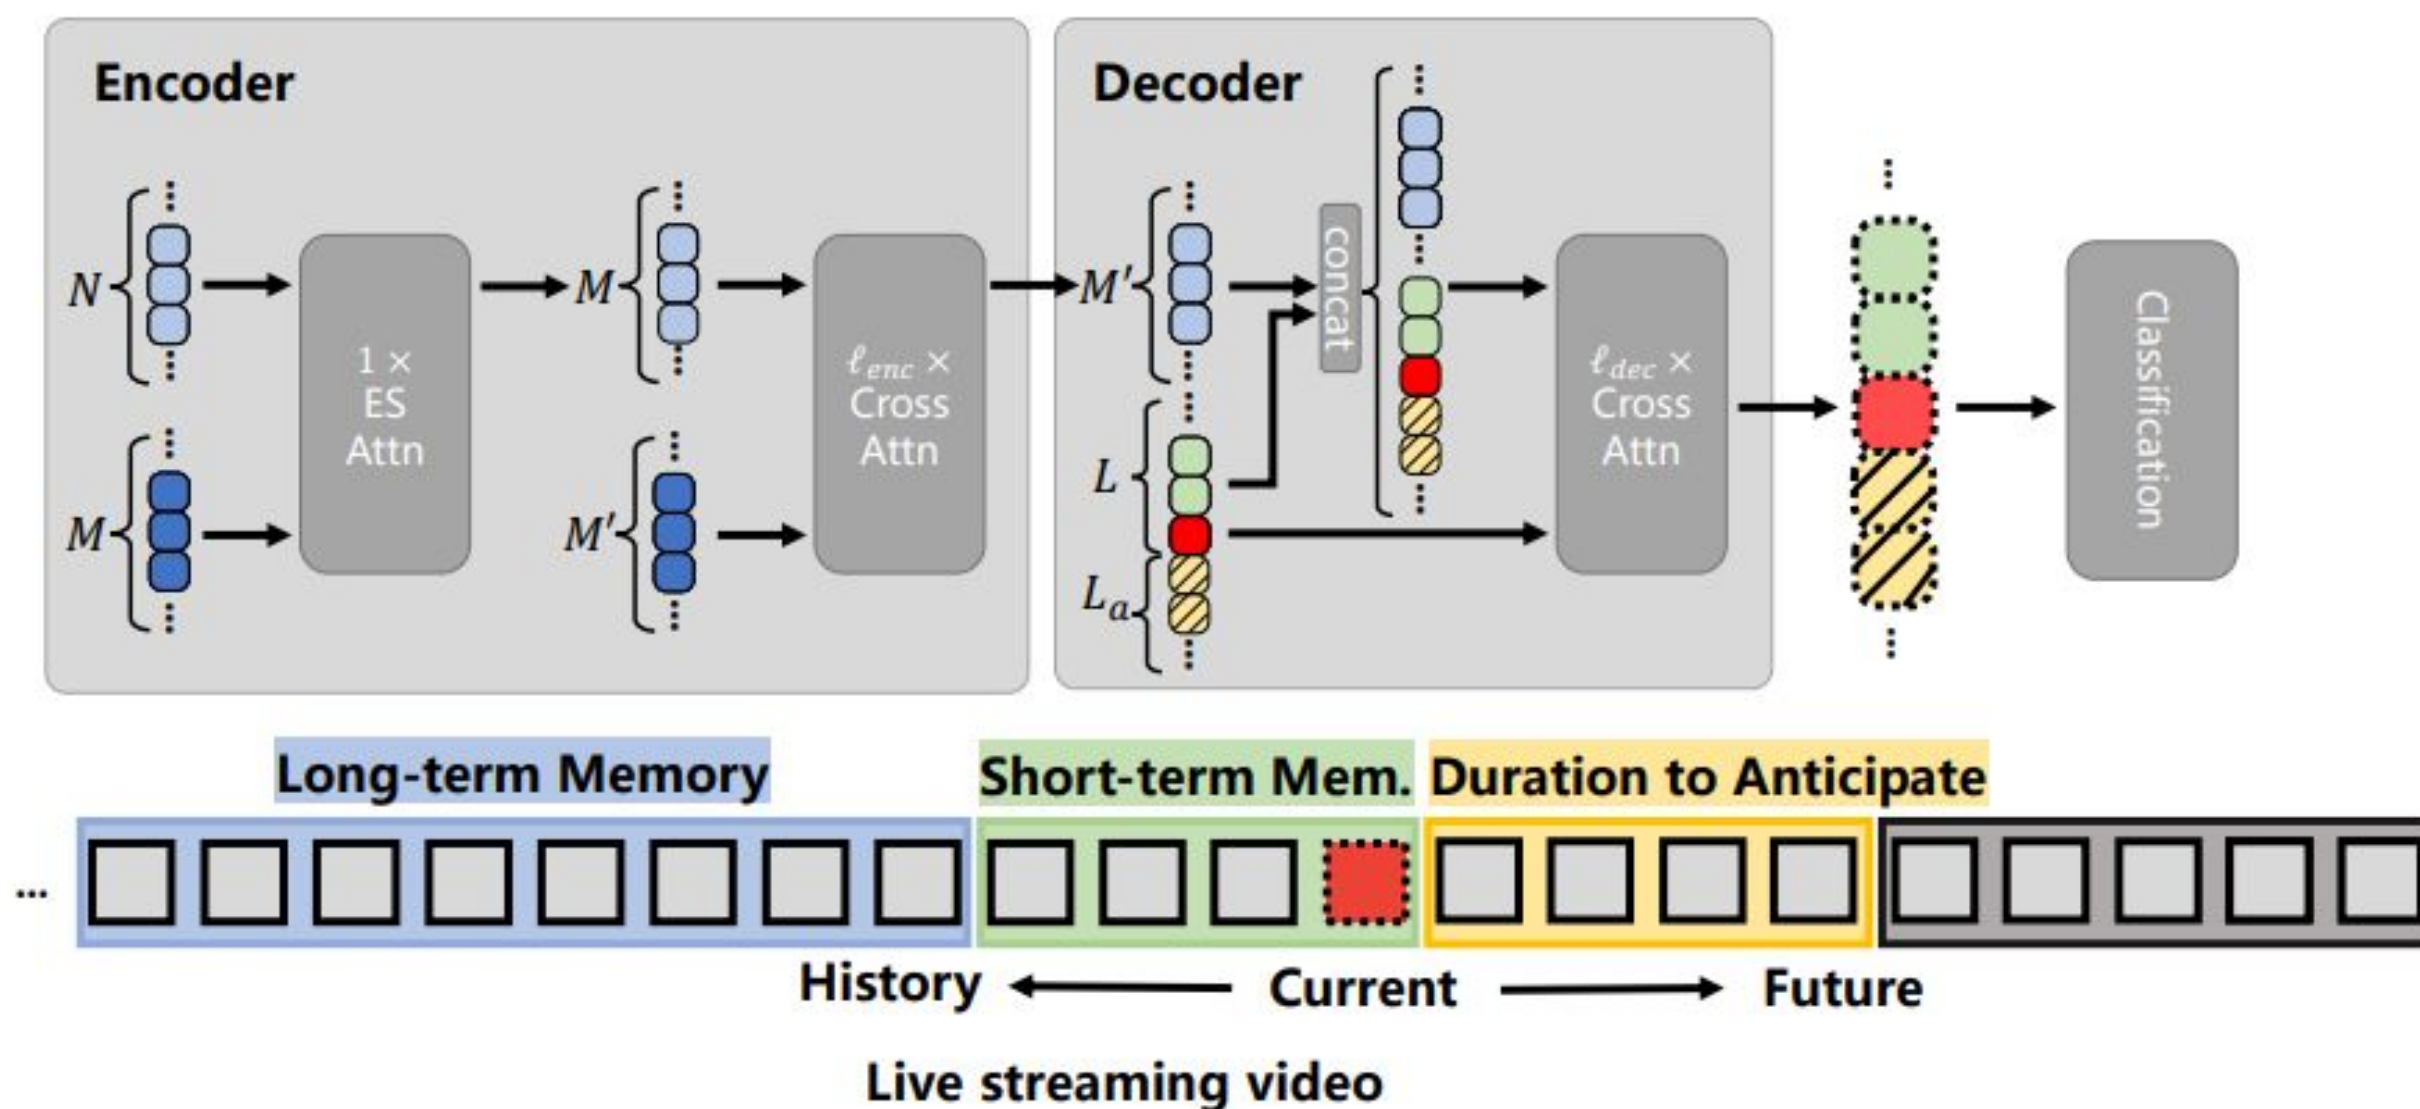 Encoder
Decoder
N
M
1 ×
ES
Attn
M
M′
ℓenc ×
Cross
Attn
M′
L
La
concat
ℓdec ×
Cross
Attn
Classification
Long-term Memory
Short-term Mem.
Duration to Anticipate
...
History
Current
Future
Live streaming video